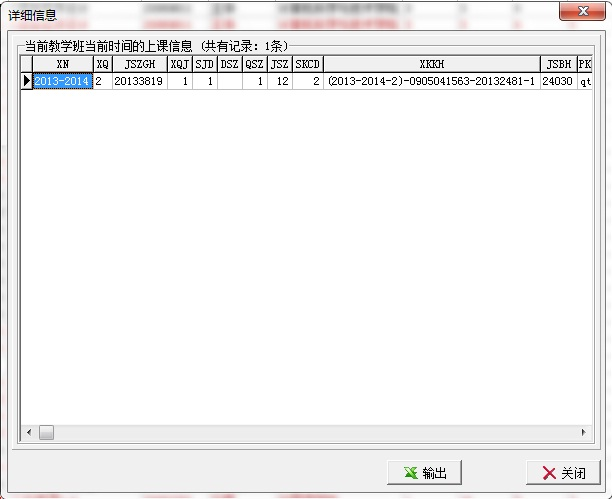 详细信息
当前教学班当前时间的上课信息 (共有记录: 1条)
XN XQ JSZGH XQJ SJD DSZ QSZ JSZ SKCD XKKH JSBH PK
2013-2014 2 20133819 1 1 1 12 2 (2013-2014-2)-0905041563-20132481-1 24030 qt
输出 关闭